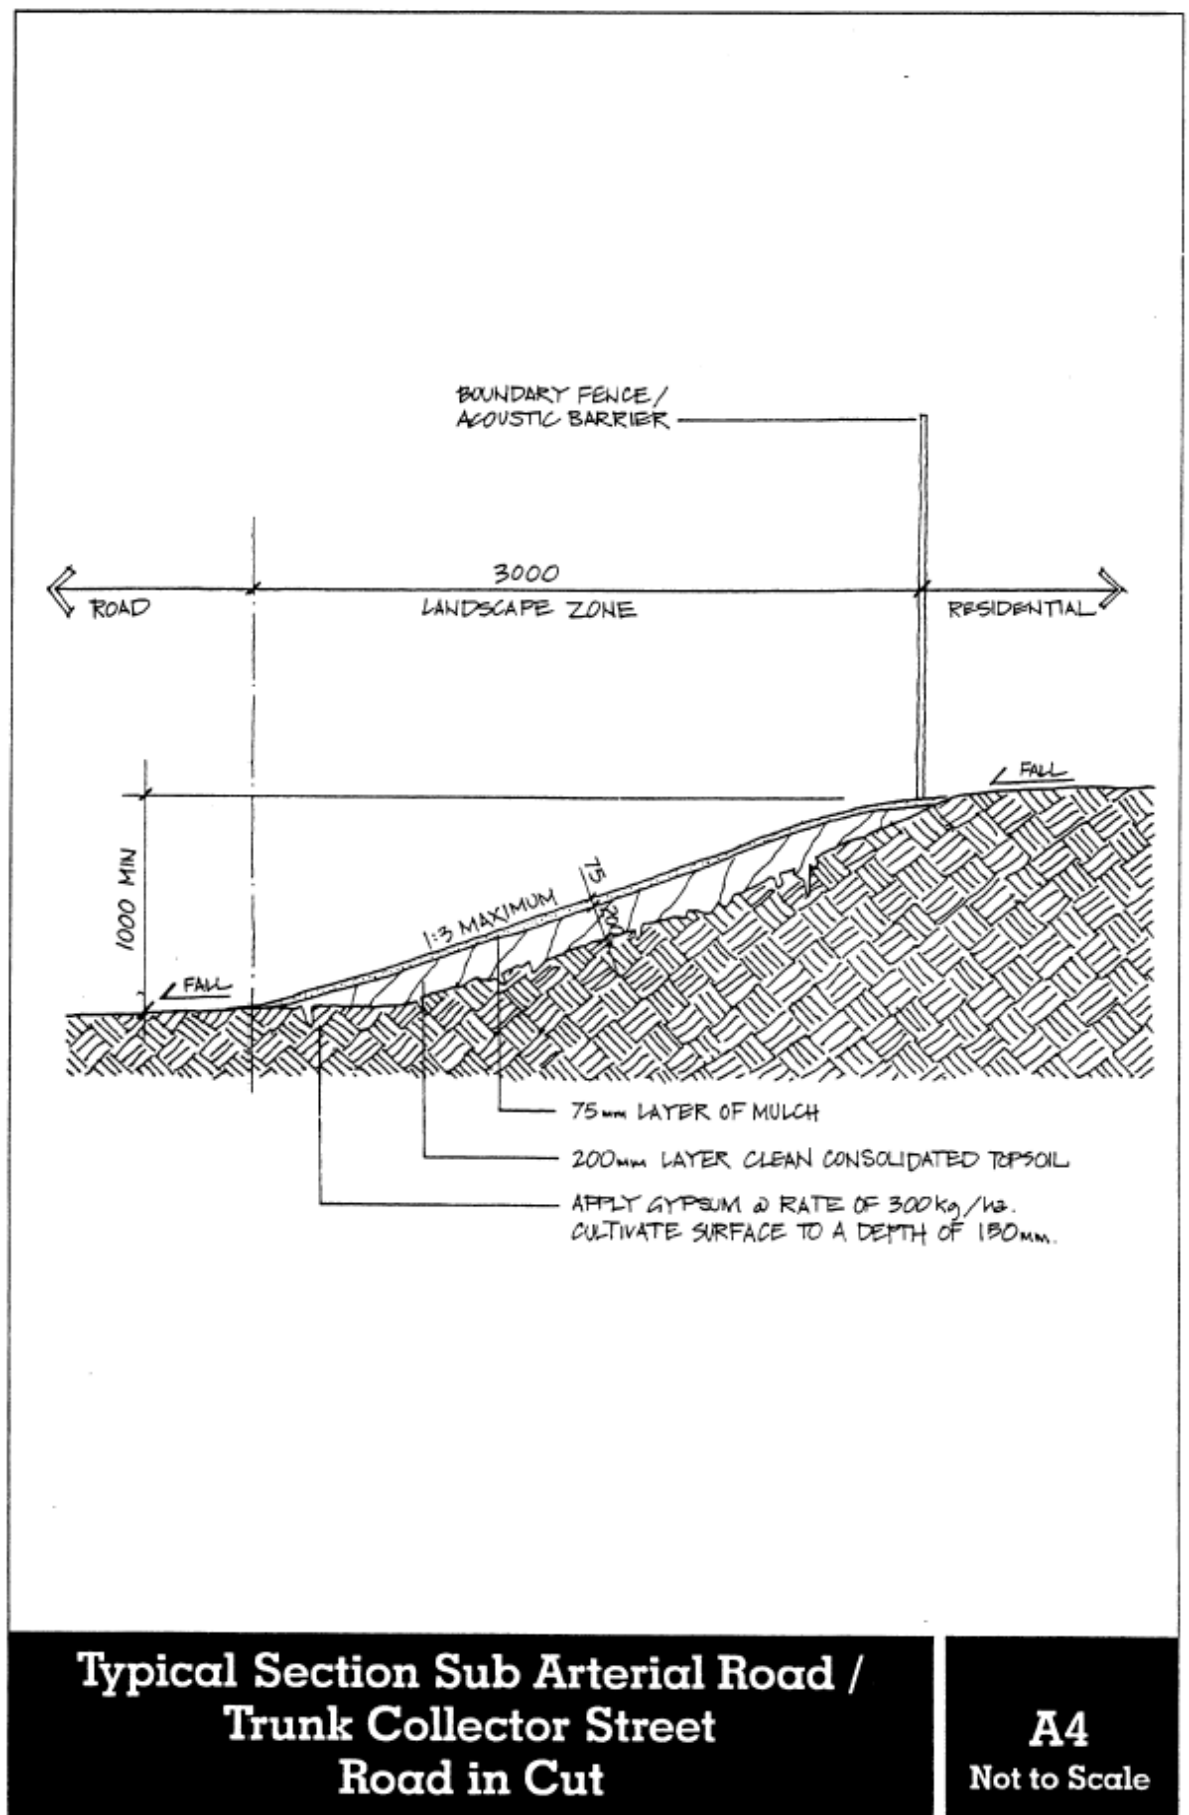 BOUNDARY FENCE /
ACOUSTIC BARRIER
3000
ROAD
LANDSCAPE ZONE
RESIDENTIAL
FALL
1000 MIN
75
1:3 MAXIMUM
200
FALL
75mm LAYER OF MULCH
200mm LAYER CLEAN CONSOLIDATED TOPSOIL
APPLY GYPSUM @ RATE OF 300kg/ha.
CULTIVATE SURFACE TO A DEPTH OF 150mm.
Typical Section Sub Arterial Road /
Trunk Collector Street
Road in Cut
A4
Not to Scale